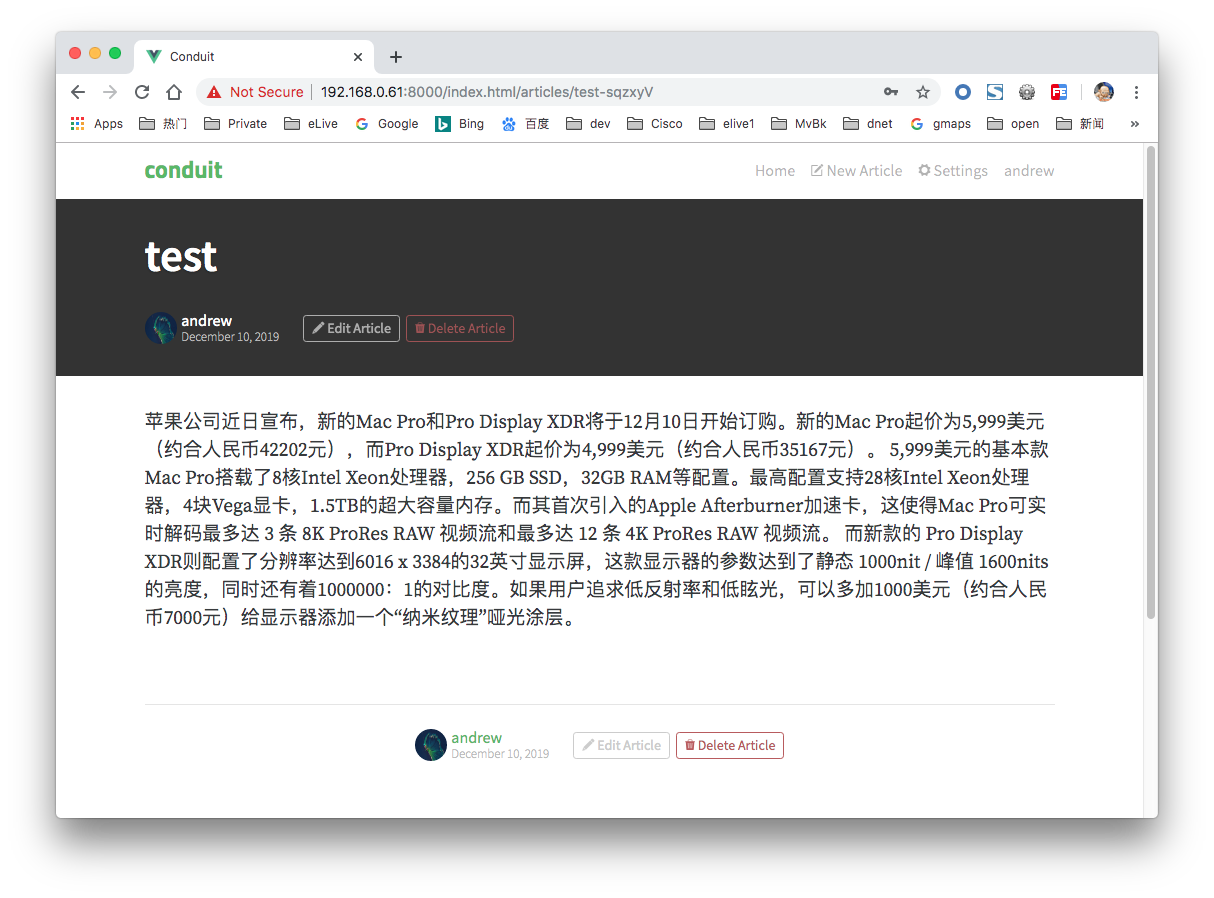 Conduit
Not Secure
192.168.0.61:8000/index.html/articles/test-sqzxyV
Apps 热门 Private eLive Google Bing 百度 dev Cisco elive1 MvBk dnet gmaps open 新闻 »
conduit
Home New Article Settings andrew
test
andrew
December 10, 2019
Edit Article Delete Article
苹果公司近日宣布，新的Mac Pro和Pro Display XDR将于12月10日开始订购。新的Mac Pro起价为5,999美元
（约合人民币42202元），而Pro Display XDR起价为4,999美元（约合人民币35167元）。 5,999美元的基本款
Mac Pro搭载了8核Intel Xeon处理器，256 GB SSD，32GB RAM等配置。最高配置支持28核Intel Xeon处理
器，4块Vega显卡，1.5TB的超大容量内存。而其首次引入的Apple Afterburner加速卡，这使得Mac Pro可实
时解码最多达 3 条 8K ProRes RAW 视频流和最多达 12 条 4K ProRes RAW 视频流。 而新款的 Pro Display
XDR则配置了分辨率达到6016 x 3384的32英寸显示屏，这款显示器的参数达到了静态 1000nit / 峰值 1600nits
的亮度，同时还有着1000000：1的对比度。如果用户追求低反射率和低眩光，可以多加1000美元（约合人民
币7000元）给显示器添加一个“纳米纹理”哑光涂层。
andrew
December 10, 2019
Edit Article Delete Article